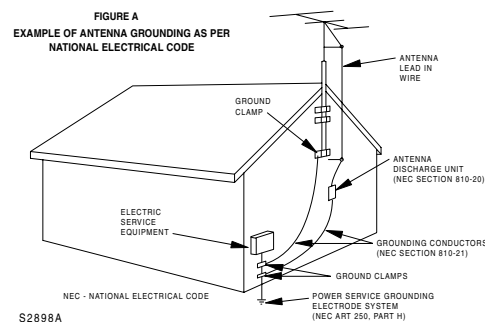 FIGURE A
EXAMPLE OF ANTENNA GROUNDING AS PER
NATIONAL ELECTRICAL CODE
ANTENNA
LEAD IN
WIRE
GROUND
CLAMP
ANTENNA
DISCHARGE UNIT
(NEC SECTION 810-20)
ELECTRIC
SERVICE
EQUIPMENT
GROUNDING CONDUCTORS
(NEC SECTION 810-21)
GROUND CLAMPS
NEC - NATIONAL ELECTRICAL CODE
POWER SERVICE GROUNDING
ELECTRODE SYSTEM
(NEC ART 250, PART H)
S2898A